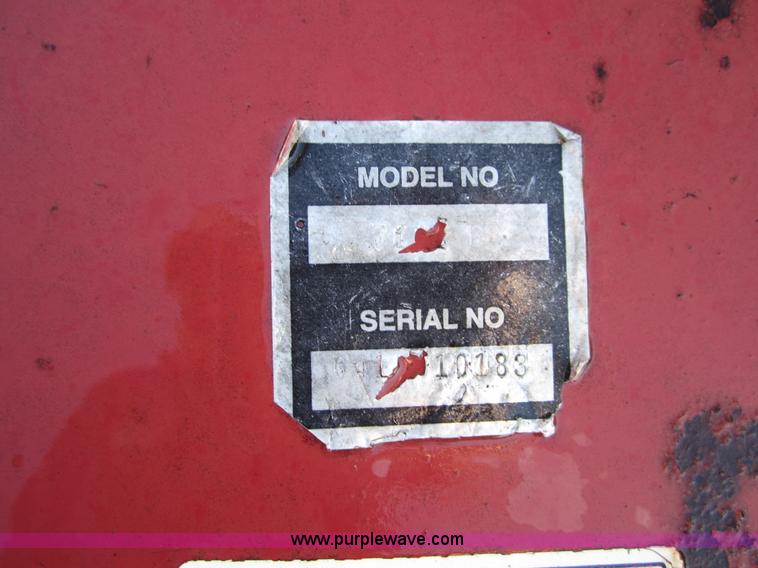 MODEL NO
SERIAL NO
10183
www.purplewave.com